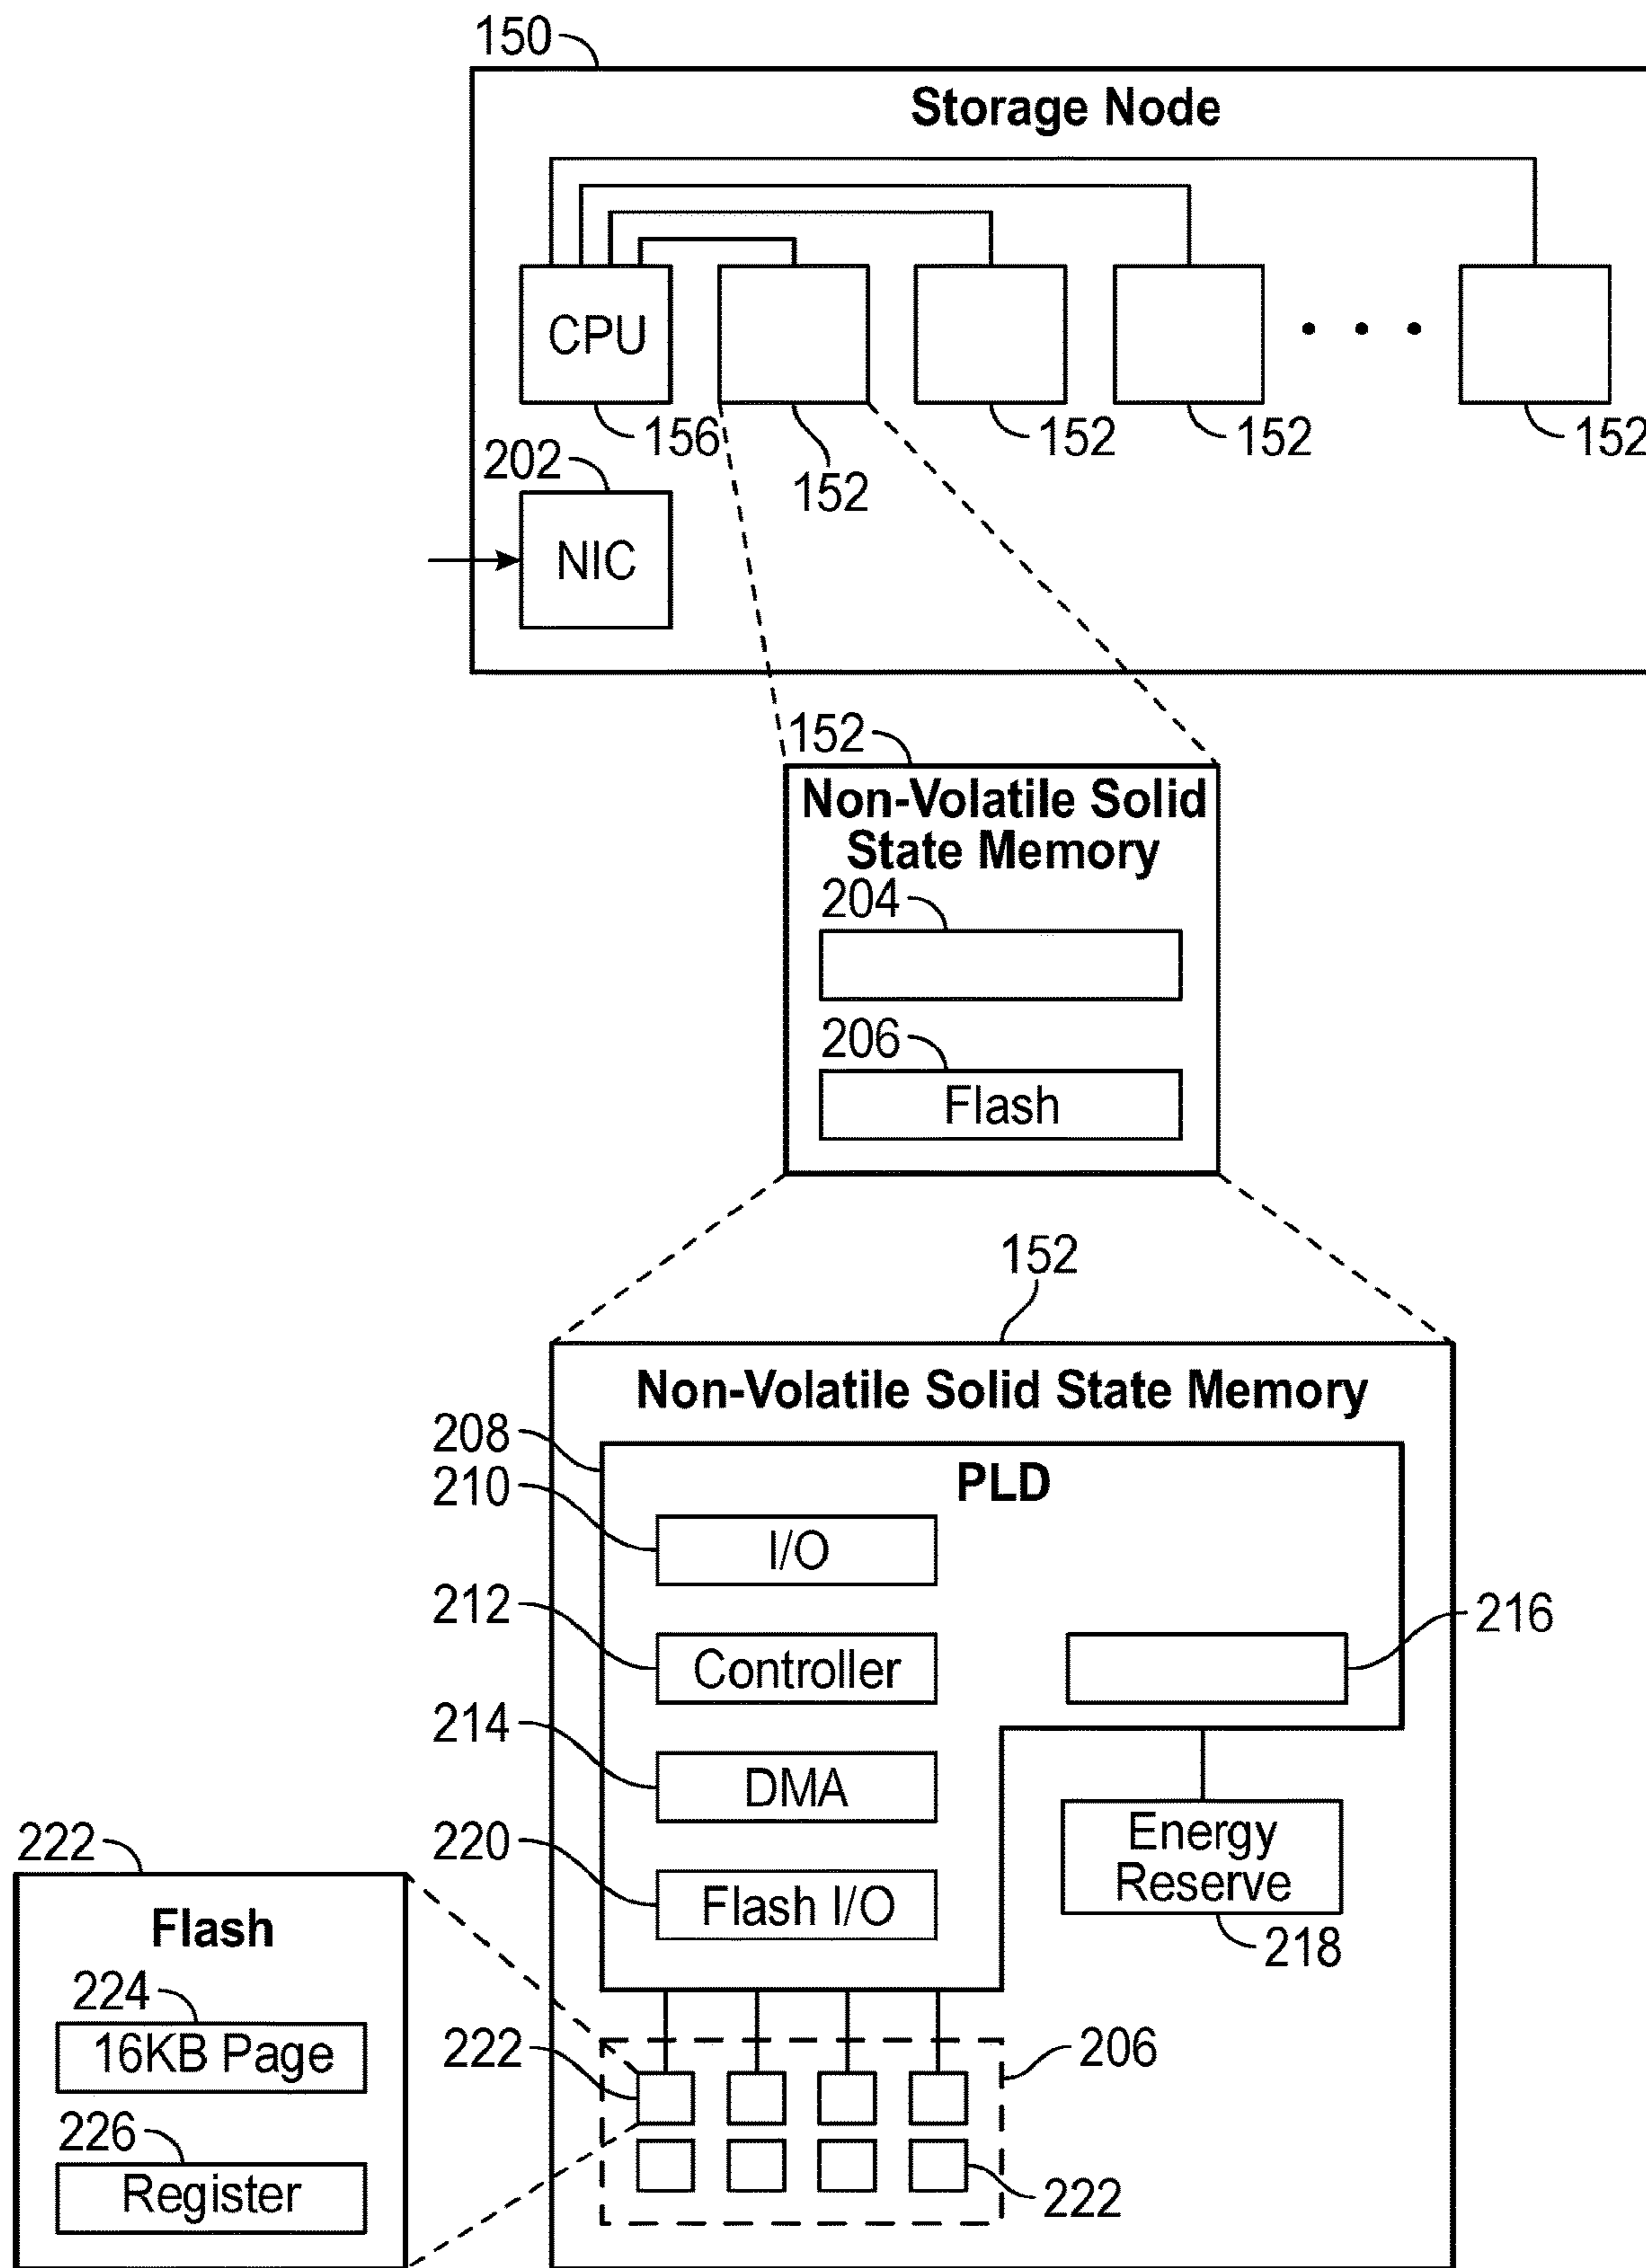 150
Storage Node
CPU
• • •
156
152
152
152
152
202
NIC
152
Non-Volatile Solid
State Memory
204
206
Flash
152
Non-Volatile Solid State Memory
208
PLD
210
I/O
212
Controller
216
214
DMA
220
Flash I/O
Energy
Reserve
218
222
Flash
224
16KB Page
226
Register
222
206
222